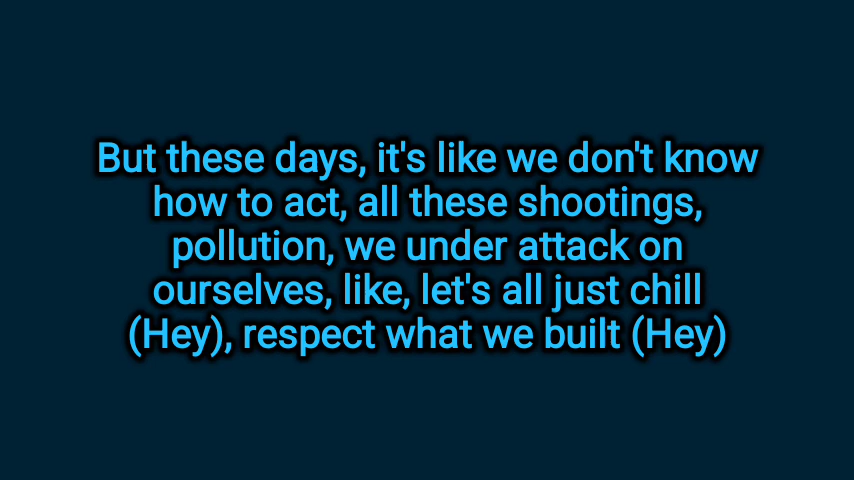 But these days, it's like we don't know
how to act, all these shootings,
pollution, we under attack on
ourselves, like, let's all just chill
(Hey), respect what we built (Hey)